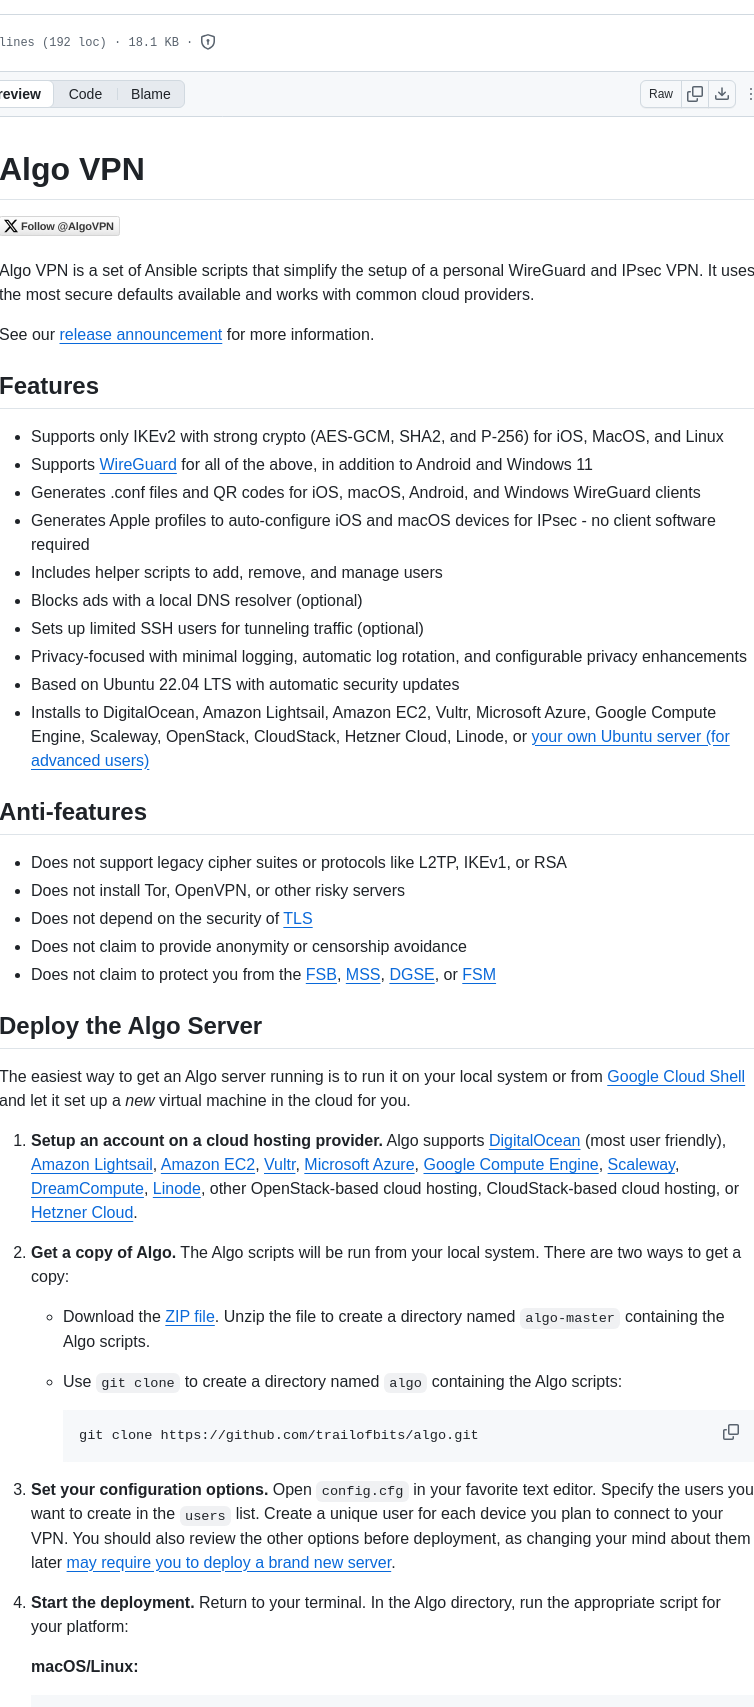 lines (192 loc) · 18.1 KB ·
review Code Blame Raw
Algo VPN
Follow @AlgoVPN
Algo VPN is a set of Ansible scripts that simplify the setup of a personal WireGuard and IPsec VPN. It uses
the most secure defaults available and works with common cloud providers.
See our release announcement for more information.
Features
• Supports only IKEv2 with strong crypto (AES-GCM, SHA2, and P-256) for iOS, MacOS, and Linux
• Supports WireGuard for all of the above, in addition to Android and Windows 11
• Generates .conf files and QR codes for iOS, macOS, Android, and Windows WireGuard clients
• Generates Apple profiles to auto-configure iOS and macOS devices for IPsec - no client software
required
• Includes helper scripts to add, remove, and manage users
• Blocks ads with a local DNS resolver (optional)
• Sets up limited SSH users for tunneling traffic (optional)
• Privacy-focused with minimal logging, automatic log rotation, and configurable privacy enhancements
• Based on Ubuntu 22.04 LTS with automatic security updates
• Installs to DigitalOcean, Amazon Lightsail, Amazon EC2, Vultr, Microsoft Azure, Google Compute
Engine, Scaleway, OpenStack, CloudStack, Hetzner Cloud, Linode, or your own Ubuntu server (for
advanced users)
Anti-features
• Does not support legacy cipher suites or protocols like L2TP, IKEv1, or RSA
• Does not install Tor, OpenVPN, or other risky servers
• Does not depend on the security of TLS
• Does not claim to provide anonymity or censorship avoidance
• Does not claim to protect you from the FSB, MSS, DGSE, or FSM
Deploy the Algo Server
The easiest way to get an Algo server running is to run it on your local system or from Google Cloud Shell
and let it set up a new virtual machine in the cloud for you.
1. Setup an account on a cloud hosting provider. Algo supports DigitalOcean (most user friendly),
Amazon Lightsail, Amazon EC2, Vultr, Microsoft Azure, Google Compute Engine, Scaleway,
DreamCompute, Linode, other OpenStack-based cloud hosting, CloudStack-based cloud hosting, or
Hetzner Cloud.
2. Get a copy of Algo. The Algo scripts will be run from your local system. There are two ways to get a
copy:
◦ Download the ZIP file. Unzip the file to create a directory named algo-master containing the
Algo scripts.
◦ Use git clone to create a directory named algo containing the Algo scripts:
git clone https://github.com/trailofbits/algo.git
3. Set your configuration options. Open config.cfg in your favorite text editor. Specify the users you
want to create in the users list. Create a unique user for each device you plan to connect to your
VPN. You should also review the other options before deployment, as changing your mind about them
later may require you to deploy a brand new server.
4. Start the deployment. Return to your terminal. In the Algo directory, run the appropriate script for
your platform:
macOS/Linux: